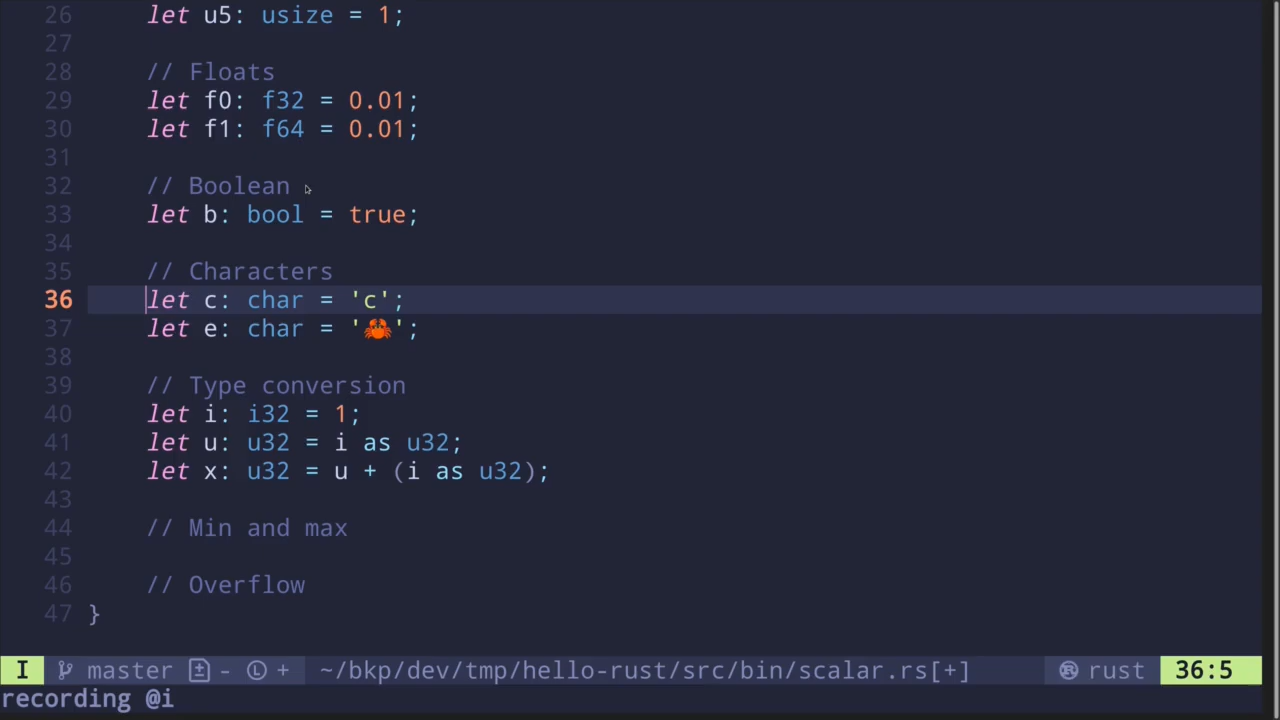 26 let u5: usize = 1;
27
28 // Floats
29 let f0: f32 = 0.01;
30 let f1: f64 = 0.01;
31
32 // Boolean
33 let b: bool = true;
34
35 // Characters
36 let c: char = 'c';
37 let e: char = '🦀';
38
39 // Type conversion
40 let i: i32 = 1;
41 let u: u32 = i as u32;
42 let x: u32 = u + (i as u32);
43
44 // Min and max
45
46 // Overflow
47 }
I master - Ⓛ + ~/bkp/dev/tmp/hello-rust/src/bin/scalar.rs[+] rust 36:5
recording @i